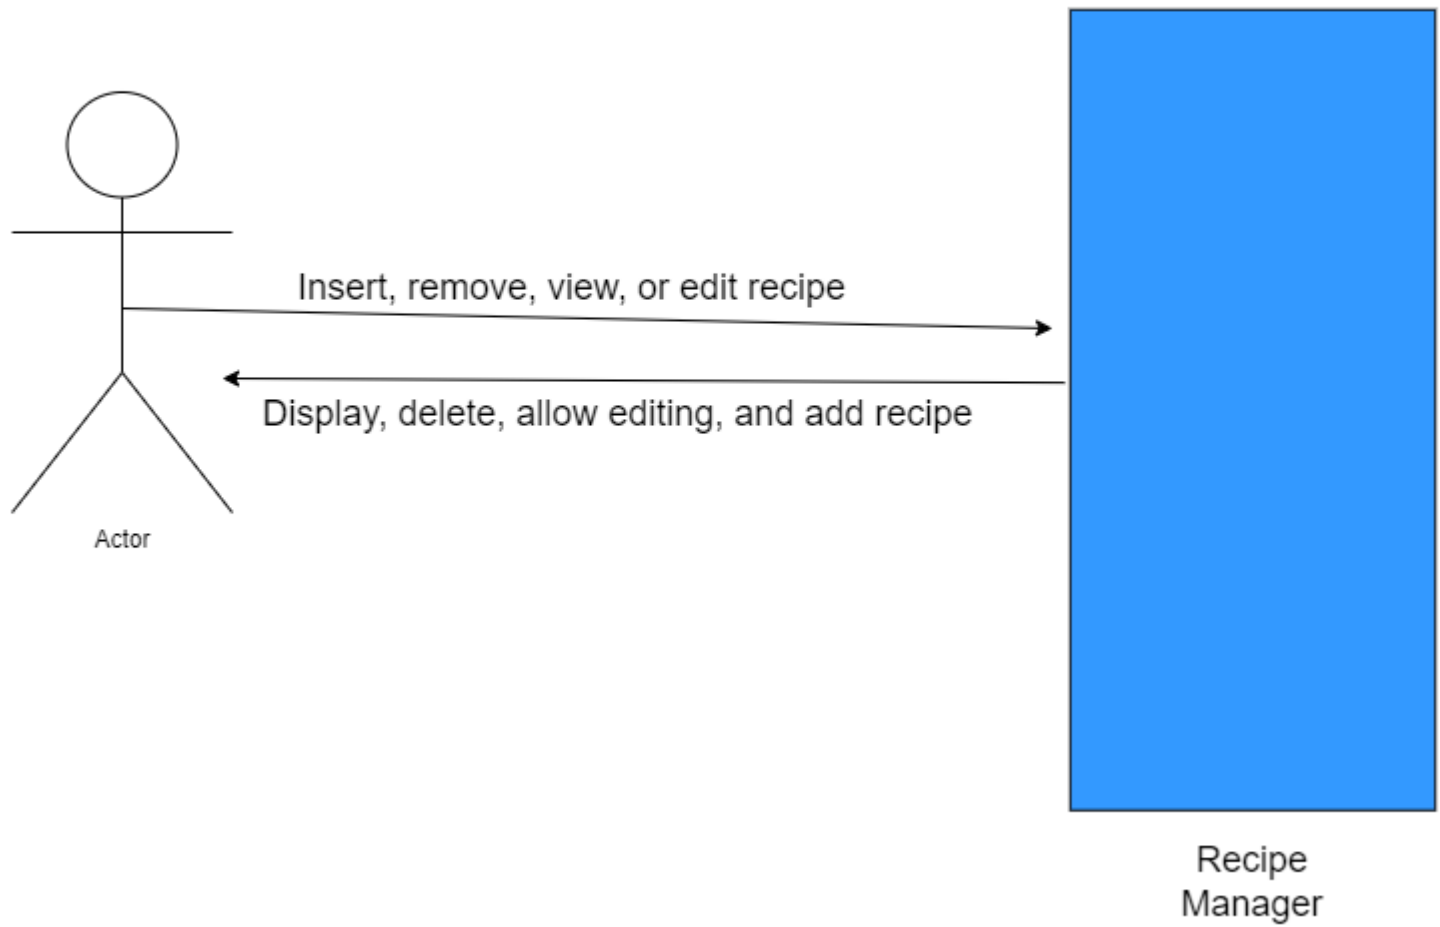 Insert, remove, view, or edit recipe
Display, delete, allow editing, and add recipe
Actor
Recipe
Manager